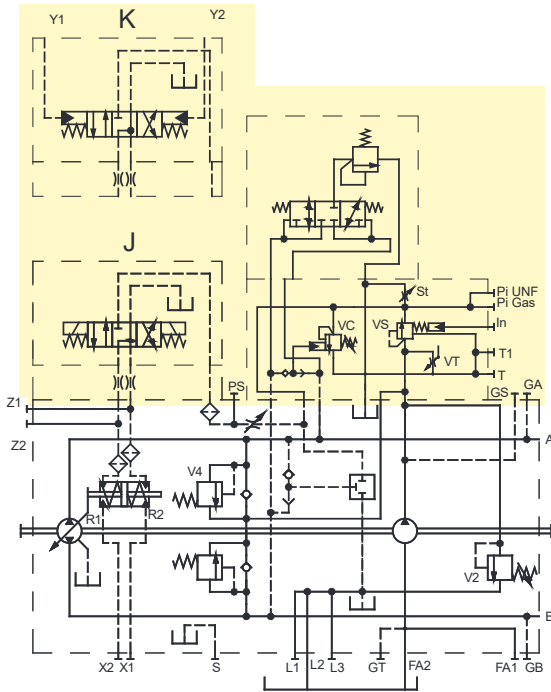 Y1 K Y2
J
St
Pi UNF
Pi Gas
VC VS In
VT T1
T
GS GA
PS
Z1
Z2
A
V4
R1 R2
V2
B
X2 X1 S L1 L2 L3 GT FA2 FA1 GB